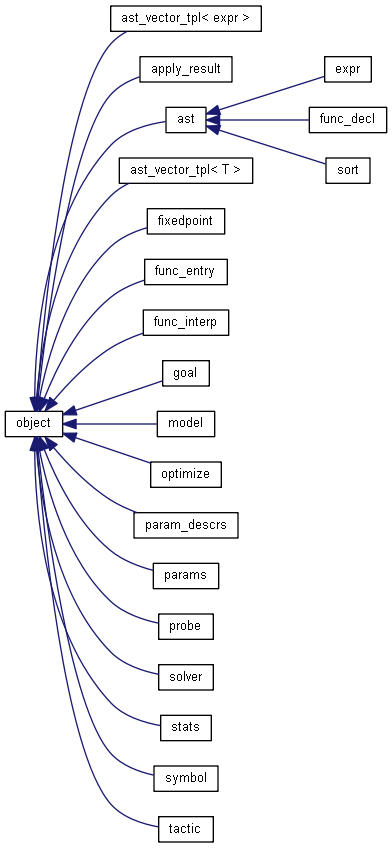 ast_vector_tpl< expr >
apply_result
expr
ast
func_decl
sort
ast_vector_tpl< T >
fixedpoint
func_entry
func_interp
goal
object
model
optimize
param_descrs
params
probe
solver
stats
symbol
tactic